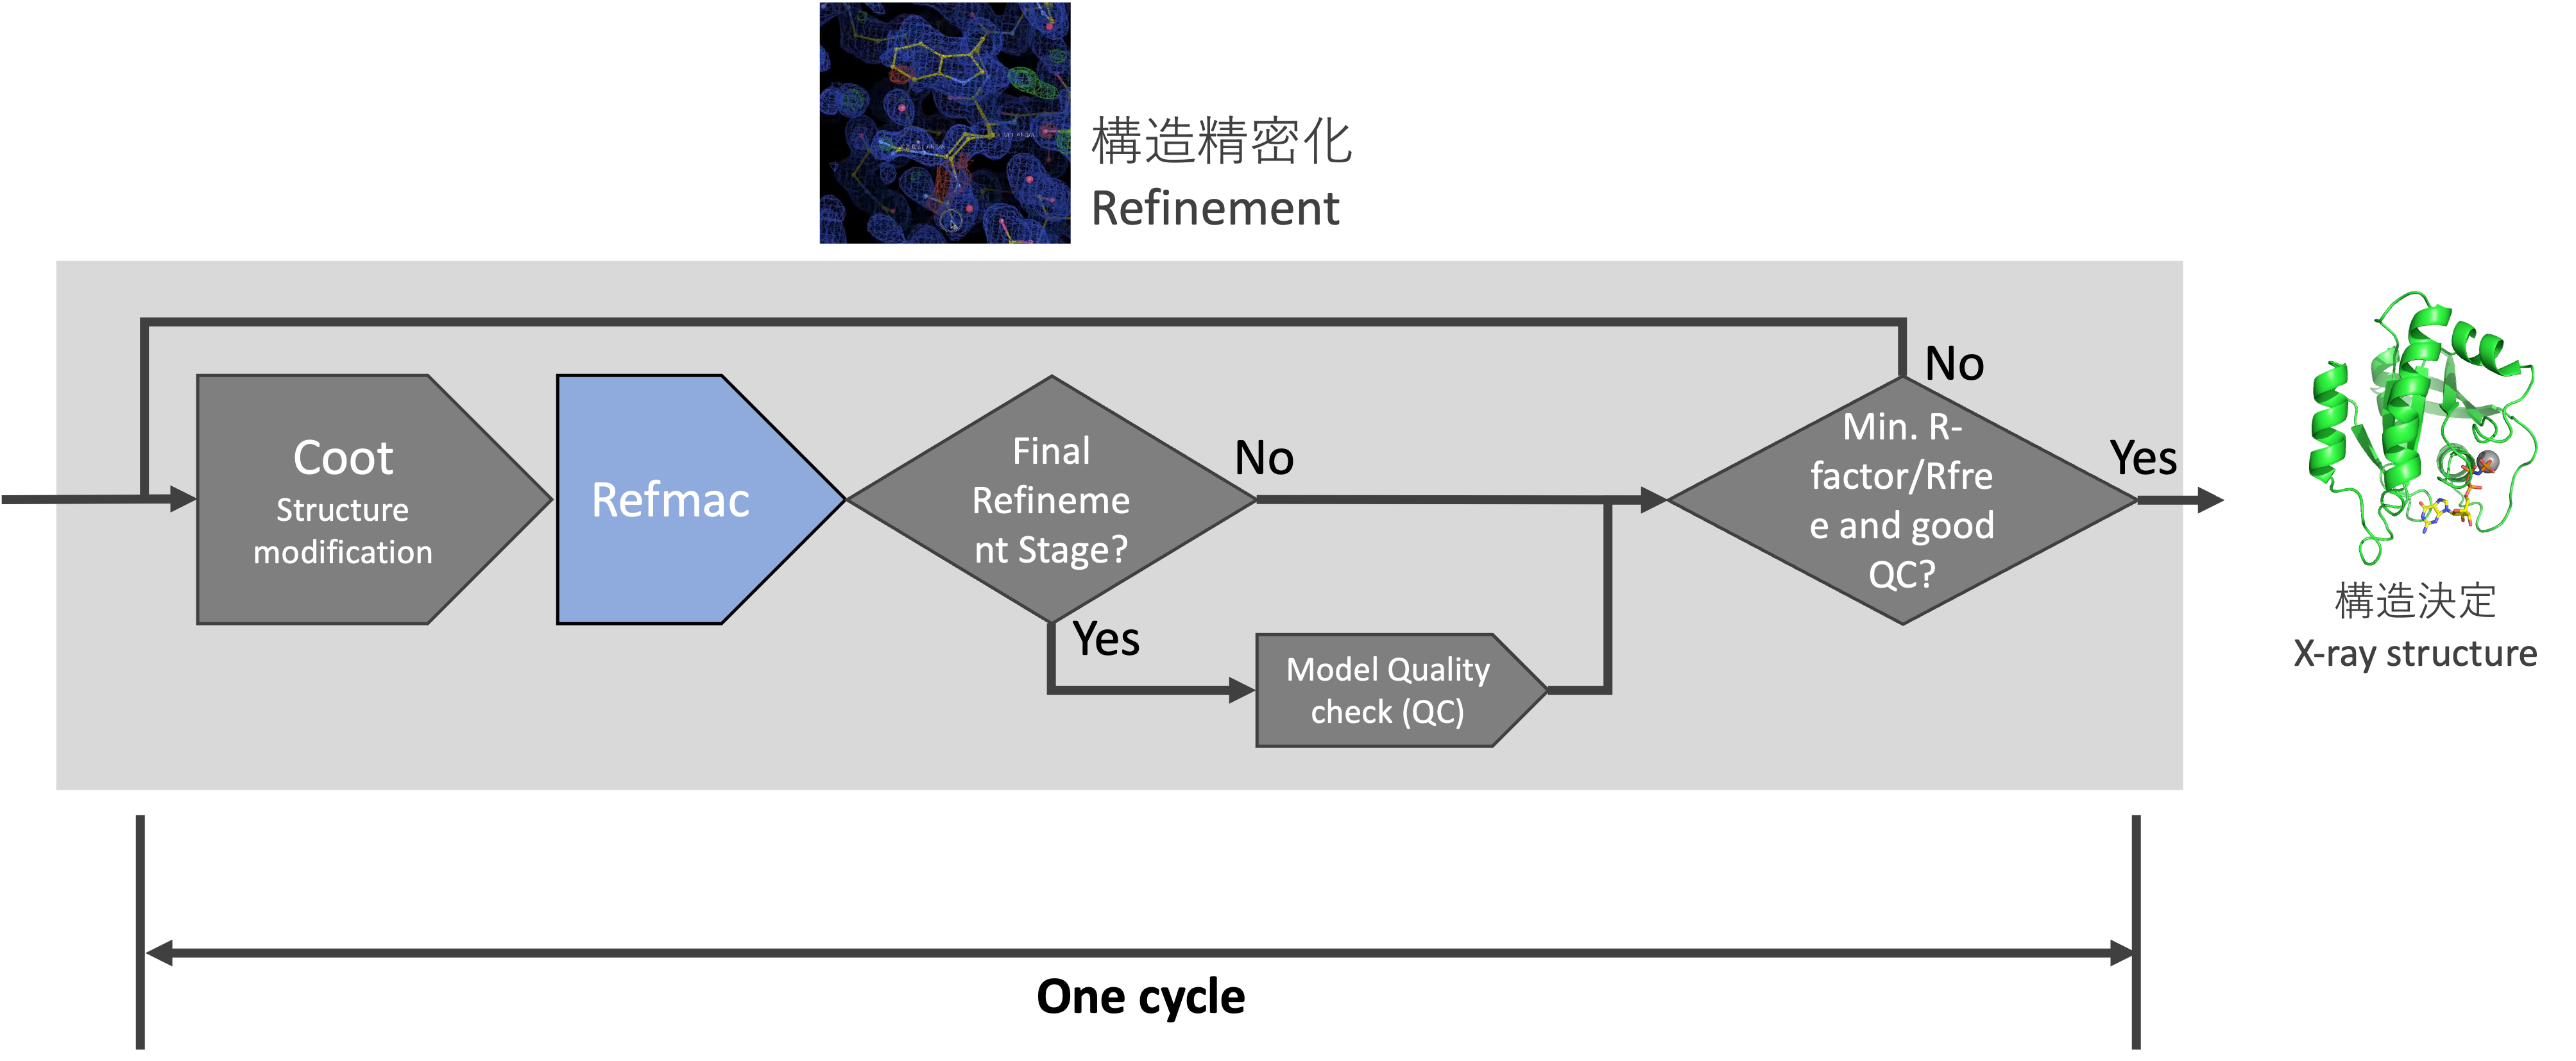 構造精密化
Refinement
No
Coot
Structure
modification
Refmac
Final
Refineme
nt Stage?
No
Min. R-
factor/Rfre
e and good
QC?
Yes
Yes
Model Quality
check (QC)
構造決定
X-ray structure
One cycle